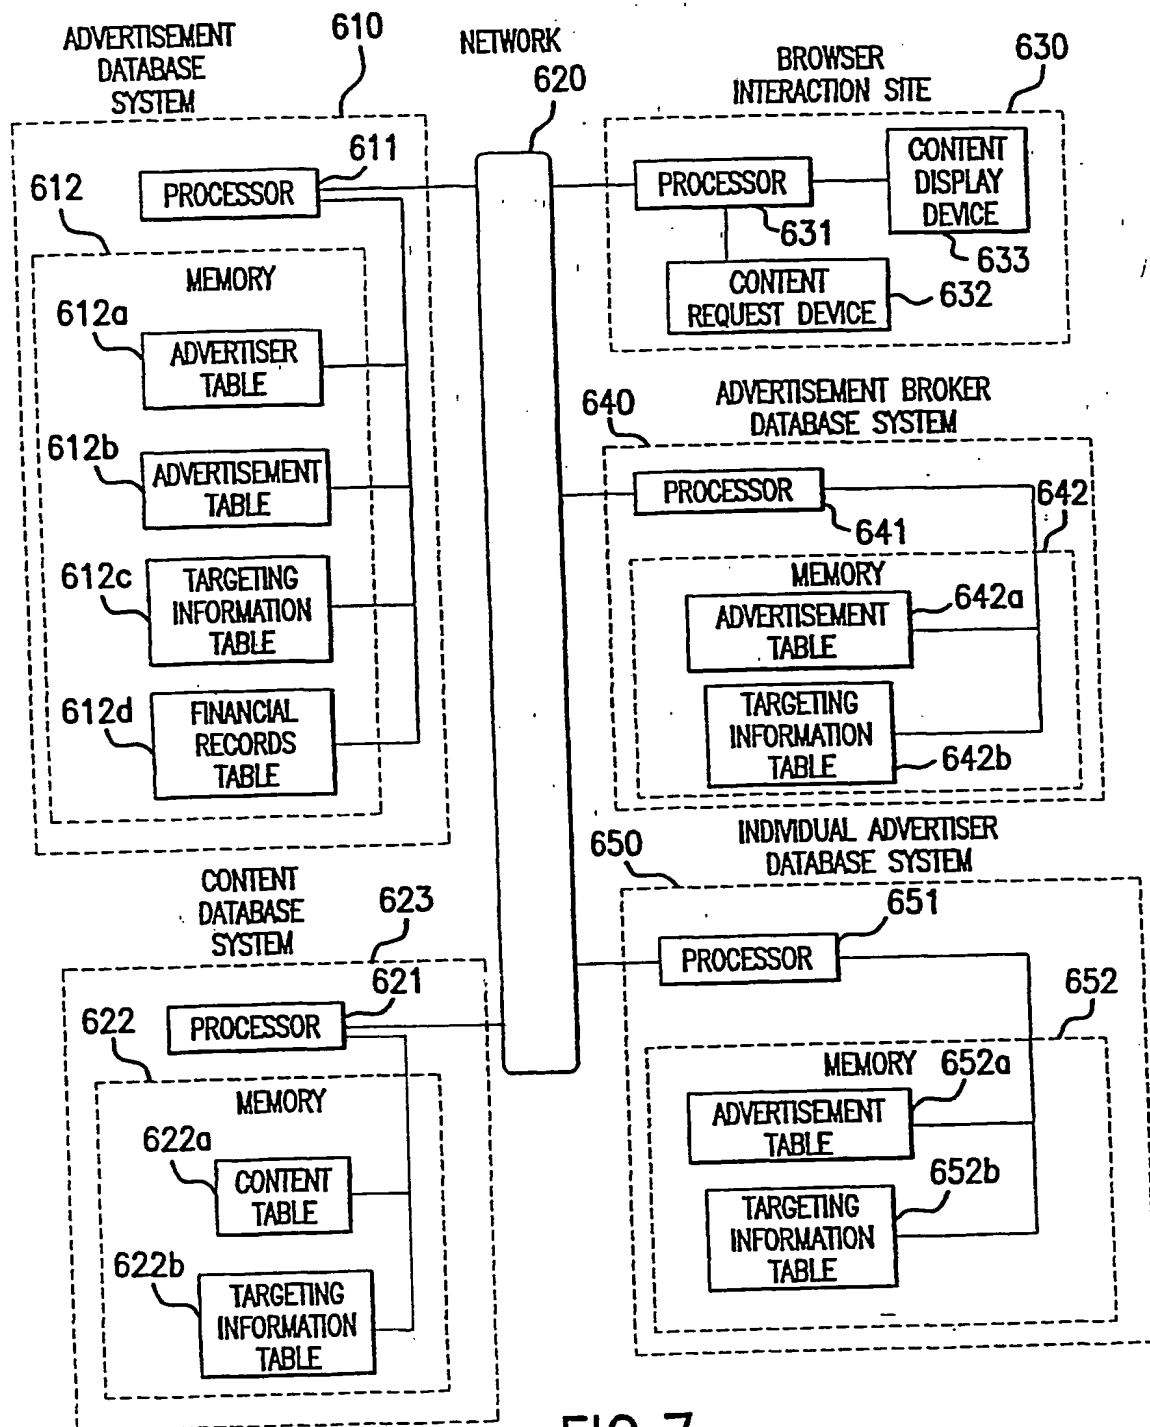 ADVERTISEMENT
DATABASE
SYSTEM
610
611
PROCESSOR
612
MEMORY
612a
ADVERTISER
TABLE
612b
ADVERTISEMENT
TABLE
612c
TARGETING
INFORMATION
TABLE
612d
FINANCIAL
RECORDS
TABLE
NETWORK
620
BROWSER
INTERACTION SITE
630
PROCESSOR
631
CONTENT
DISPLAY
DEVICE
633
CONTENT
REQUEST DEVICE
632
ADVERTISEMENT BROKER
DATABASE SYSTEM
640
PROCESSOR
641
642
MEMORY
642a
ADVERTISEMENT
TABLE
TARGETING
INFORMATION
TABLE
642b
CONTENT
DATABASE
SYSTEM
623
621
PROCESSOR
622
MEMORY
622a
CONTENT
TABLE
622b
TARGETING
INFORMATION
TABLE
INDIVIDUAL ADVERTISER
DATABASE SYSTEM
650
651
PROCESSOR
652
MEMORY
652a
ADVERTISEMENT
TABLE
652b
TARGETING
INFORMATION
TABLE
FIG. 7